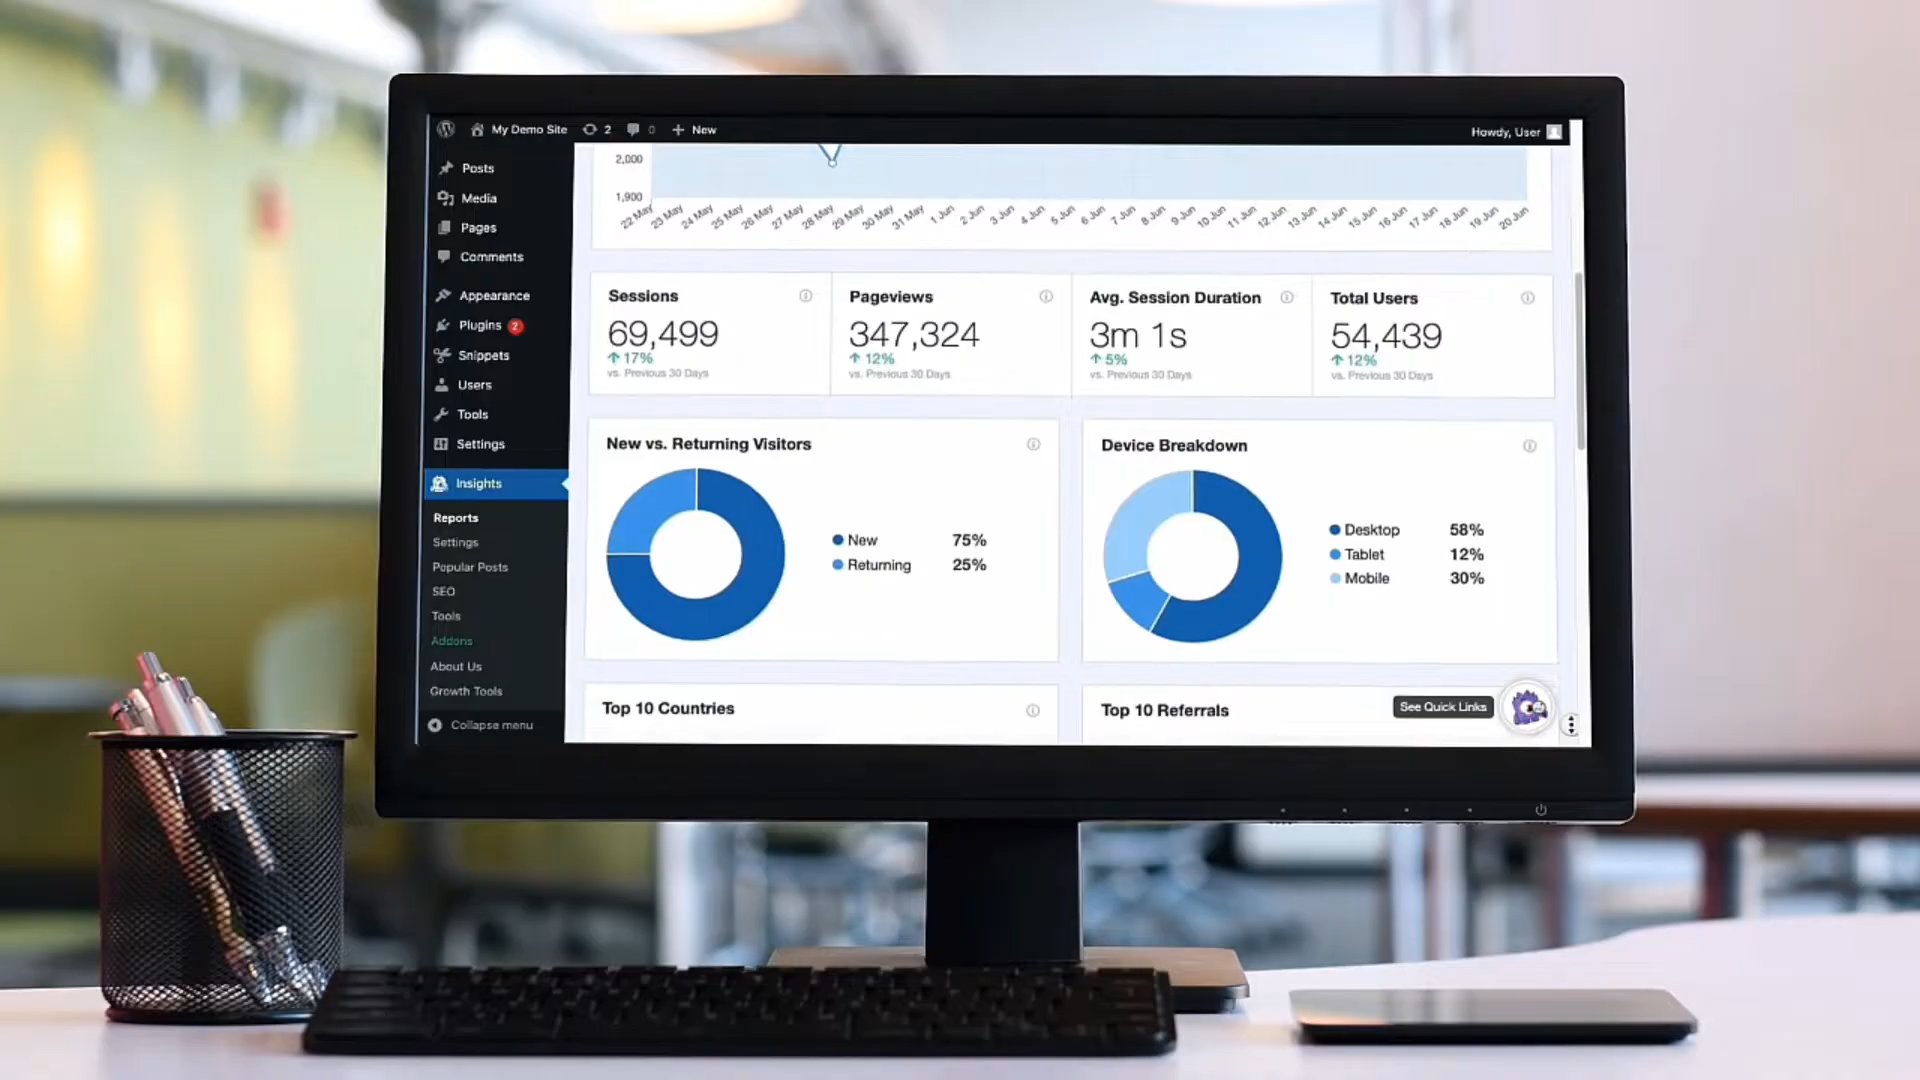 My Demo Site 2 0 New
Howdy, User
Posts
Media
Pages
Comments
Appearance
Plugins 2
Snippets
Users
Tools
Settings
Insights
Reports
Settings
Popular Posts
SEO
Tools
Addons
About Us
Growth Tools
Collapse menu
2,000
1,900
22 May 23 May 24 May 25 May 26 May 27 May 28 May 29 May 30 May 31 May 1 Jun 2 Jun 3 Jun 4 Jun 5 Jun 6 Jun 7 Jun 8 Jun 9 Jun 10 Jun 11 Jun 12 Jun 13 Jun 14 Jun 15 Jun 16 Jun 17 Jun 18 Jun 19 Jun 20 Jun
Sessions
69,499
17%
vs. Previous 30 Days
Pageviews
347,324
12%
vs. Previous 30 Days
Avg. Session Duration
3m 1s
5%
vs. Previous 30 Days
Total Users
54,439
12%
vs. Previous 30 Days
New vs. Returning Visitors
New 75%
Returning 25%
Device Breakdown
Desktop 58%
Tablet 12%
Mobile 30%
Top 10 Countries
Top 10 Referrals
See Quick Links